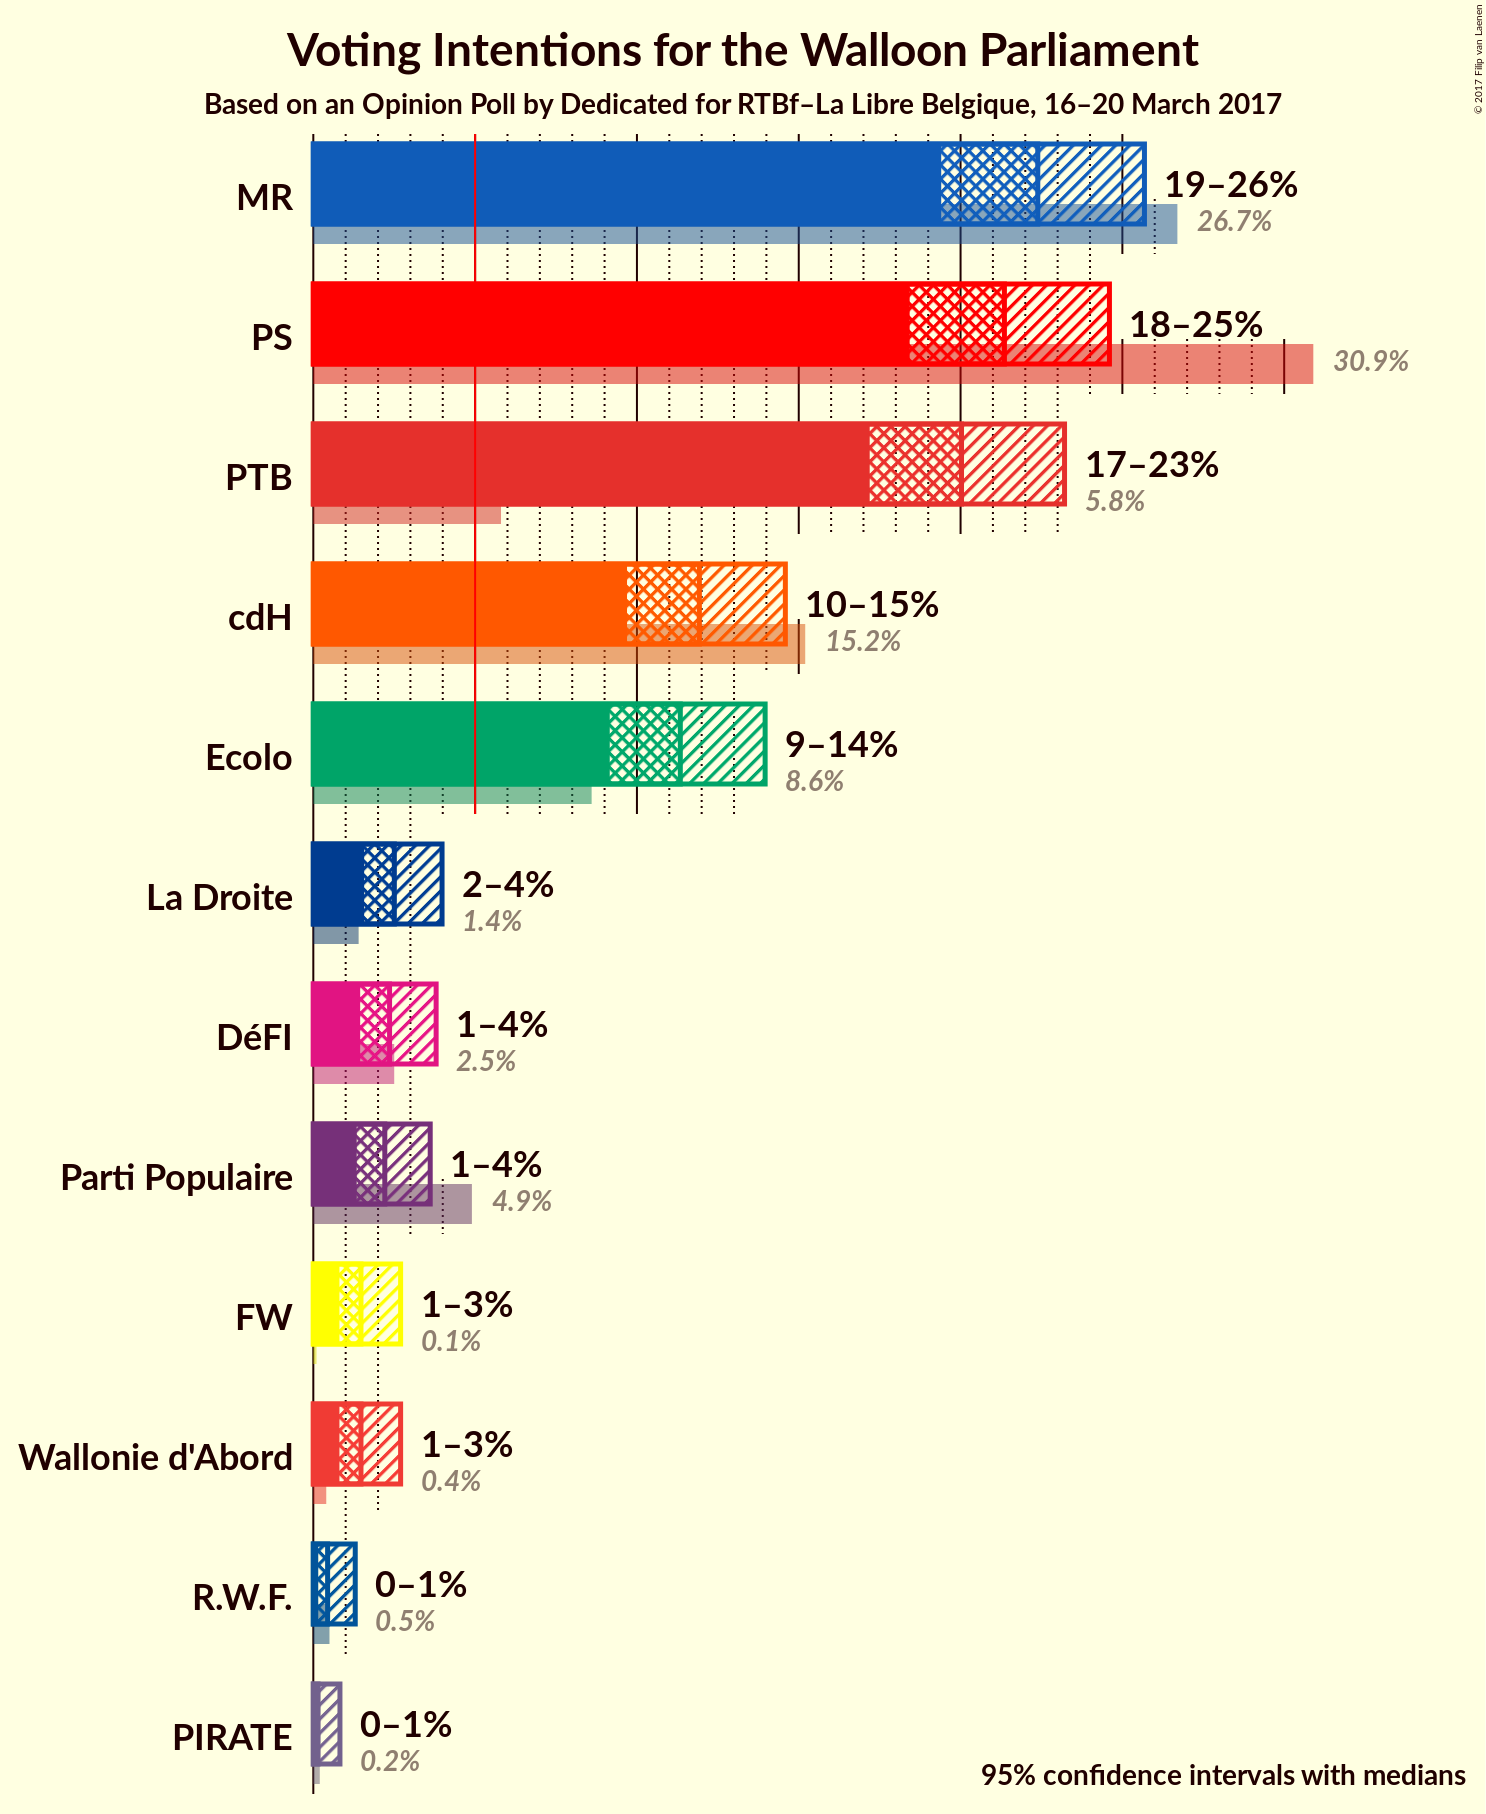 © 2017 Filip van Laenen
Voting Intentions for the Walloon Parliament
Based on an Opinion Poll by Dedicated for RTBf–La Libre Belgique, 16–20 March 2017
MR
19–26%
26.7%
PS
18–25%
30.9%
PTB
17–23%
5.8%
cdH
10–15%
15.2%
Ecolo
9–14%
8.6%
La Droite
2–4%
1.4%
DéFI
1–4%
2.5%
Parti Populaire
1–4%
4.9%
FW
1–3%
0.1%
Wallonie d'Abord
1–3%
0.4%
R.W.F.
0–1%
0.5%
PIRATE
0–1%
0.2%
95% confidence intervals with medians